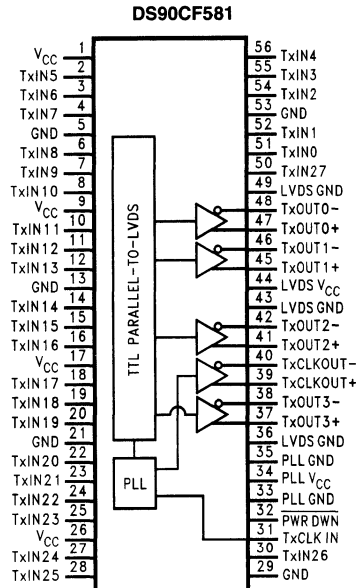 DS90CF581
VCC 1 56 TxIN4
TxIN5 2 55 TxIN3
TxIN6 3 54 TxIN2
TxIN7 4 53 GND
GND 5 52 TxIN1
TxIN8 6 51 TxIN0
TxIN9 7 50 TxIN27
TxIN10 8 49 LVDS GND
VCC 9 48 TxOUT0-
TxIN11 10 47 TxOUT0+
TxIN12 11 46 TxOUT1-
TxIN13 12 45 TxOUT1+
GND 13 44 LVDS VCC
TxIN14 14 43 LVDS GND
TxIN15 15 42 TxOUT2-
TxIN16 16 41 TxOUT2+
VCC 17 40 TxCLKOUT-
TxIN17 18 39 TxCLKOUT+
TxIN18 19 38 TxOUT3-
TxIN19 20 37 TxOUT3+
GND 21 36 LVDS GND
TxIN20 22 35 PLL GND
TxIN21 23 34 PLL VCC
TxIN22 24 33 PLL GND
TxIN23 25 32 PWR DWN
VCC 26 31 TxCLK IN
TxIN24 27 30 TxIN26
TxIN25 28 29 GND
TTL PARALLEL-TO-LVDS
PLL